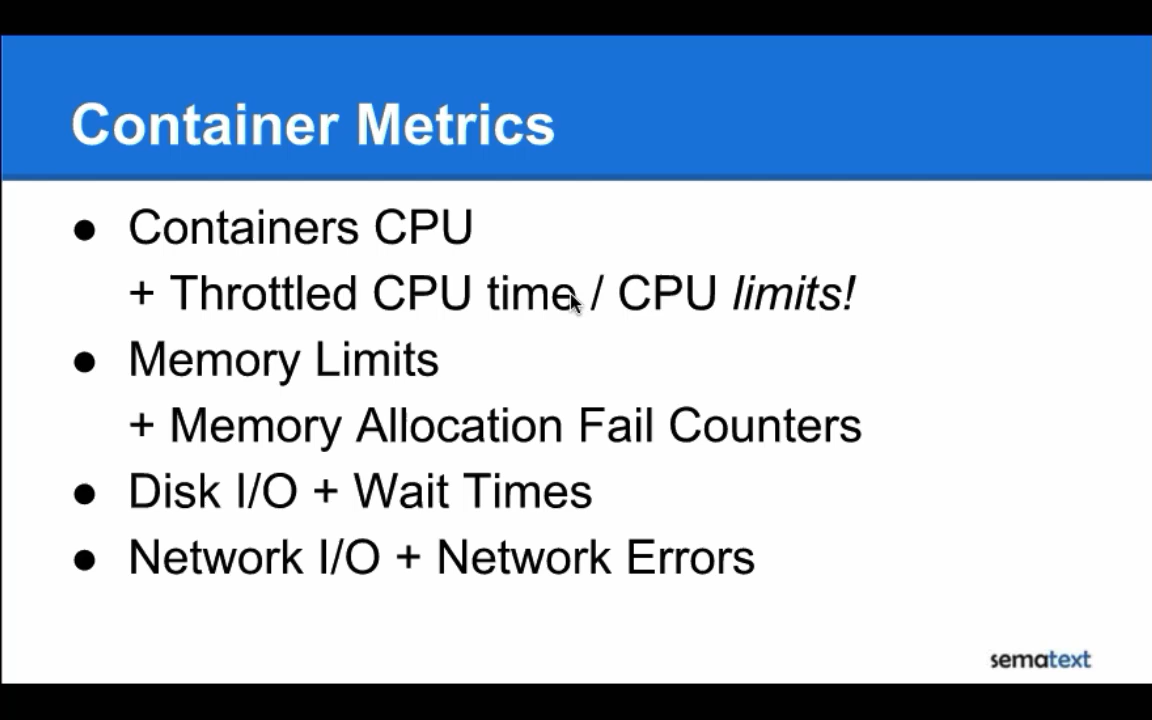 Container Metrics
● Containers CPU
+ Throttled CPU time / CPU limits!
● Memory Limits
+ Memory Allocation Fail Counters
● Disk I/O + Wait Times
● Network I/O + Network Errors
sematext